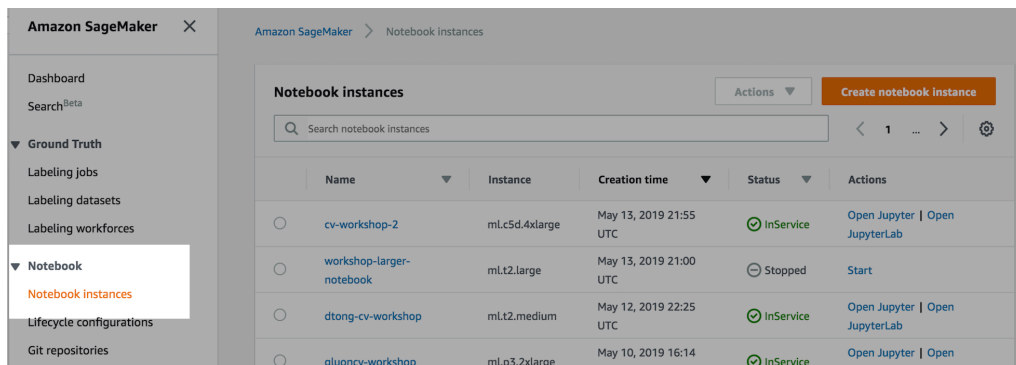 Amazon SageMaker
Dashboard
Search Beta
Ground Truth
Labeling jobs
Labeling datasets
Labeling workforces
Notebook
Notebook instances
Lifecycle configurations
Git repositories
Amazon SageMaker > Notebook instances
Notebook instances Actions Create notebook instance
Search notebook instances < 1 ... >
Name Instance Creation time Status Actions
cv-workshop-2 ml.c5d.4xlarge May 13, 2019 21:55 UTC InService Open Jupyter | Open JupyterLab
workshop-larger-notebook ml.t2.large May 13, 2019 21:00 UTC Stopped Start
dtong-cv-workshop ml.t2.medium May 12, 2019 22:25 UTC InService Open Jupyter | Open JupyterLab
gluoncv-workshop ml.p3.2xlarge May 10, 2019 16:14 InService Open Jupyter | Open